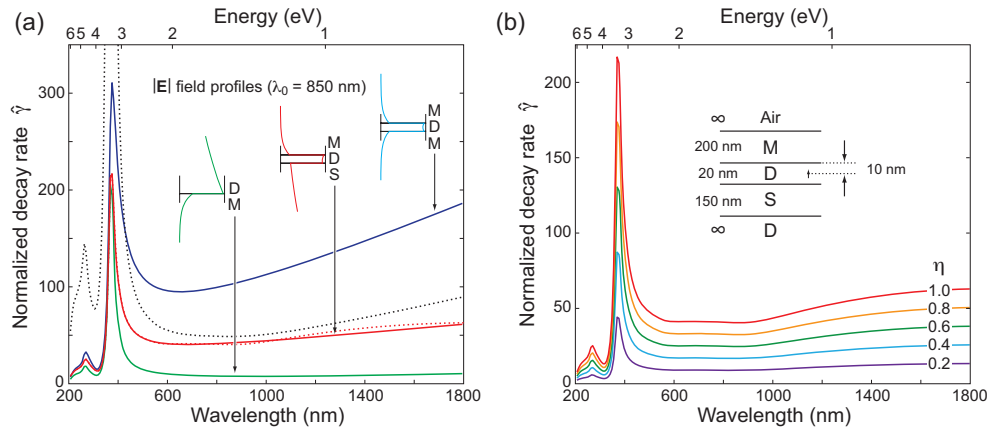 (a)
Energy (eV)
6 5 4 3 2 1
|E| field profiles (λ0 = 850 nm)
M
D
M
M
D
S
D
M
Normalized decay rate γ̂
300
200
100
0
200 600 1000 1400 1800
Wavelength (nm)
(b)
Energy (eV)
6 5 4 3 2 1
∞ Air
200 nm M
20 nm D
10 nm
150 nm S
∞ D
η
1.0
0.8
0.6
0.4
0.2
Normalized decay rate γ̂
200
150
100
50
0
200 600 1000 1400 1800
Wavelength (nm)